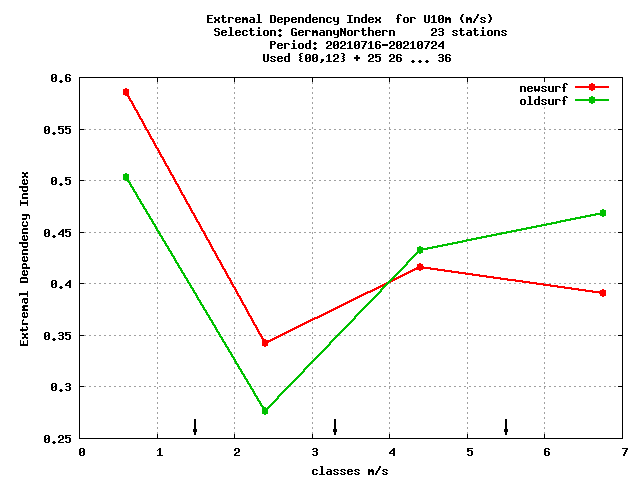 Extremal Dependency Index  for U10m (m/s)
Selection: GermanyNorthern     23 stations
Period: 20210716-20210724
Used {00,12} + 25 26 ... 36
newsurf
oldsurf
0.6
0.55
0.5
0.45
0.4
0.35
0.3
0.25
Extremal Dependency Index
0 1 2 3 4 5 6 7
classes m/s